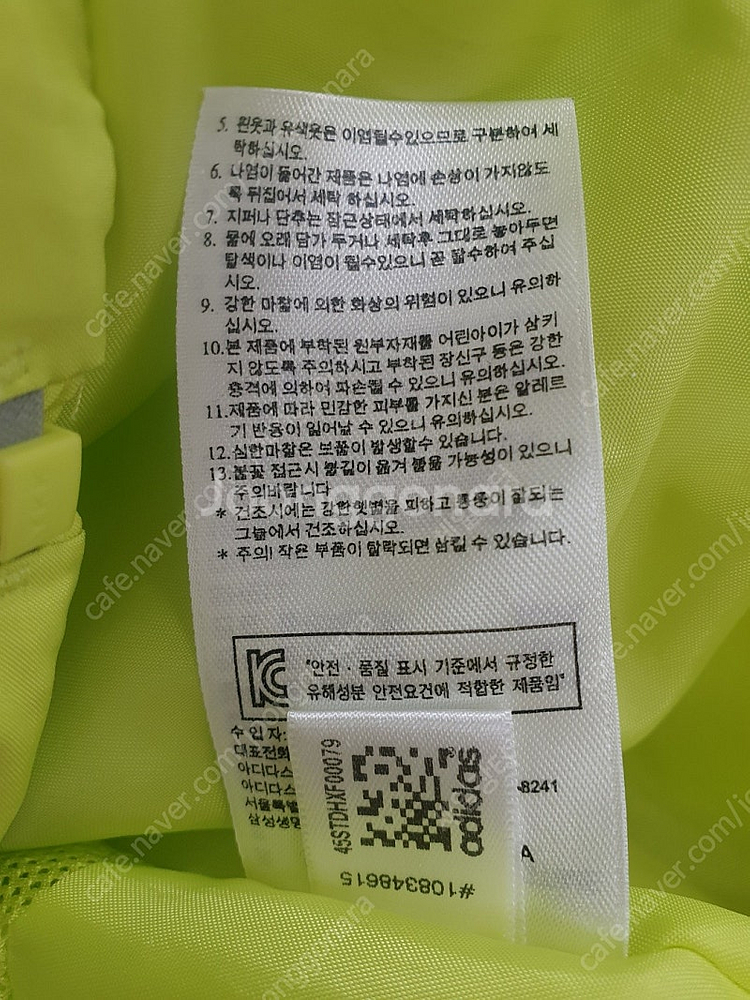 5. 흰옷과 유색옷은 이염될수있으므로 구분하여 세
탁하십시오.
6. 나염이 들어간 제품은 나염에 손상이 가지않도
록 뒤집어서 세탁 하십시오.
7. 지퍼나 단추는 잠근상태에서 세탁하십시오.
8. 물에 오래 담가 두거나 세탁후 그대로 놓아두면
탈색이나 이염이 될수있으니 곧 탈수하여 주십
시오.
9. 강한 마찰에 의한 화상의 위험이 있으니 유의하
십시오.
10.본 제품에 부착된 원부자재를 어린아이가 삼키
지 않도록 주의하시고 부착된 장신구 등은 강한
충격에 의하여 파손될 수 있으니 유의하십시오.
11.제품에 따라 민감한 피부를 가지신 분은 알레르
기 반응이 일어날 수 있으니 유의하십시오.
12.심한마찰은 보풀이 발생할수 있습니다.
13.불꽃 접근시 불길이 옮겨 붙을 가능성이 있으니
주의바랍니다
* 건조시에는 강한햇볕을 피하고 통풍이 잘되는
그늘에서 건조하십시오.
* 주의! 작은 부품이 탈락되면 삼킬 수 있습니다.
"안전 · 품질 표시 기준에서 규정한
유해성분 안전요건에 적합한 제품임"
수 입 자:
대표전화
아디다스
아디다스
-8241
서울특별
삼성생명
A
45STDHXF00079
adidas
#108348615
cafe.naver.com/joonggonara